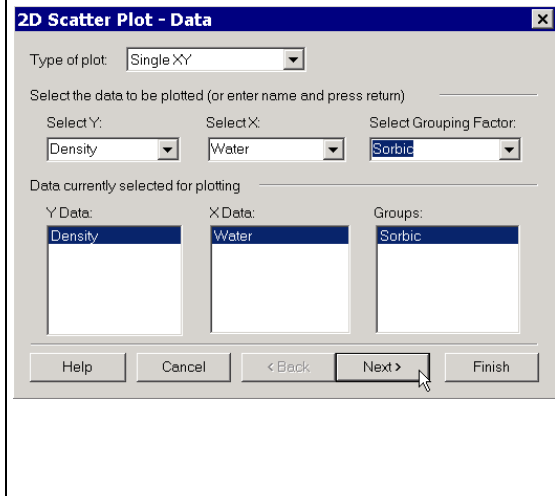 2D Scatter Plot - Data
Type of plot: Single XY
Select the data to be plotted (or enter name and press return)
Select Y: Select X: Select Grouping Factor:
Density Water Sorbic
Data currently selected for plotting
Y Data: X Data: Groups:
Density Water Sorbic
Help Cancel < Back Next > Finish